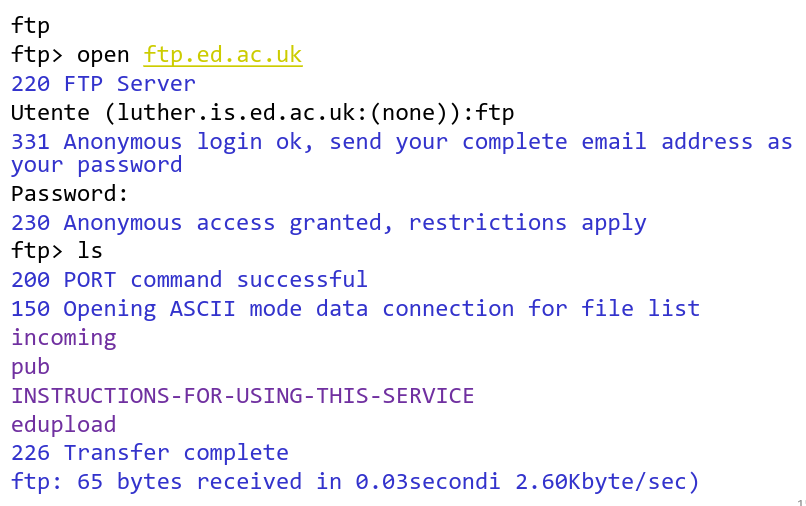 ftp
ftp> open ftp.ed.ac.uk
220 FTP Server
Utente (luther.is.ed.ac.uk:(none)):ftp
331 Anonymous login ok, send your complete email address as
your password
Password:
230 Anonymous access granted, restrictions apply
ftp> ls
200 PORT command successful
150 Opening ASCII mode data connection for file list
incoming
pub
INSTRUCTIONS-FOR-USING-THIS-SERVICE
edupload
226 Transfer complete
ftp: 65 bytes received in 0.03secondi 2.60Kbyte/sec)